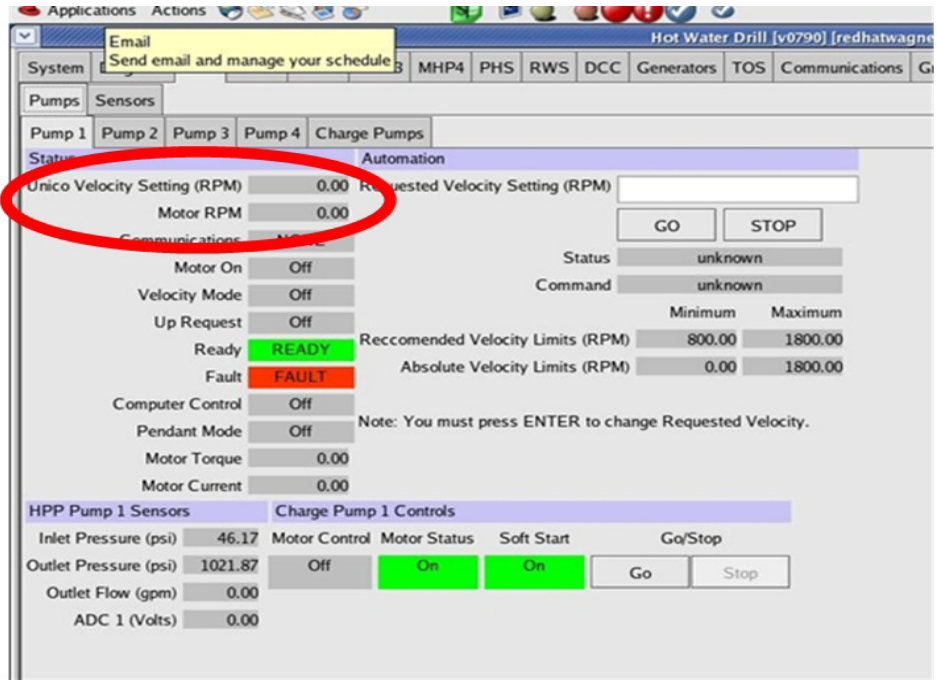 Applications Actions
Hot Water Drill [v0790] [redhatwagne
Email
Send email and manage your schedule
System MHP4 PHS RWS DCC Generators TOS Communications
Pumps Sensors
Pump 1 Pump 2 Pump 3 Pump 4 Charge Pumps
Status Automation
Unico Velocity Setting (RPM) 0.00 Requested Velocity Setting (RPM)
Motor RPM 0.00
GO STOP
Communications NONE
Status unknown
Motor On Off
Command unknown
Velocity Mode Off
Minimum Maximum
Up Request Off
Reccomended Velocity Limits (RPM) 800.00 1800.00
Ready READY
Absolute Velocity Limits (RPM) 0.00 1800.00
Fault FAULT
Computer Control Off
Note: You must press ENTER to change Requested Velocity.
Pendant Mode Off
Motor Torque 0.00
Motor Current 0.00
HPP Pump 1 Sensors Charge Pump 1 Controls
Inlet Pressure (psi) 46.17 Motor Control Motor Status Soft Start Go/Stop
Outlet Pressure (psi) 1021.87 Off On On Go Stop
Outlet Flow (gpm) 0.00
ADC 1 (Volts) 0.00